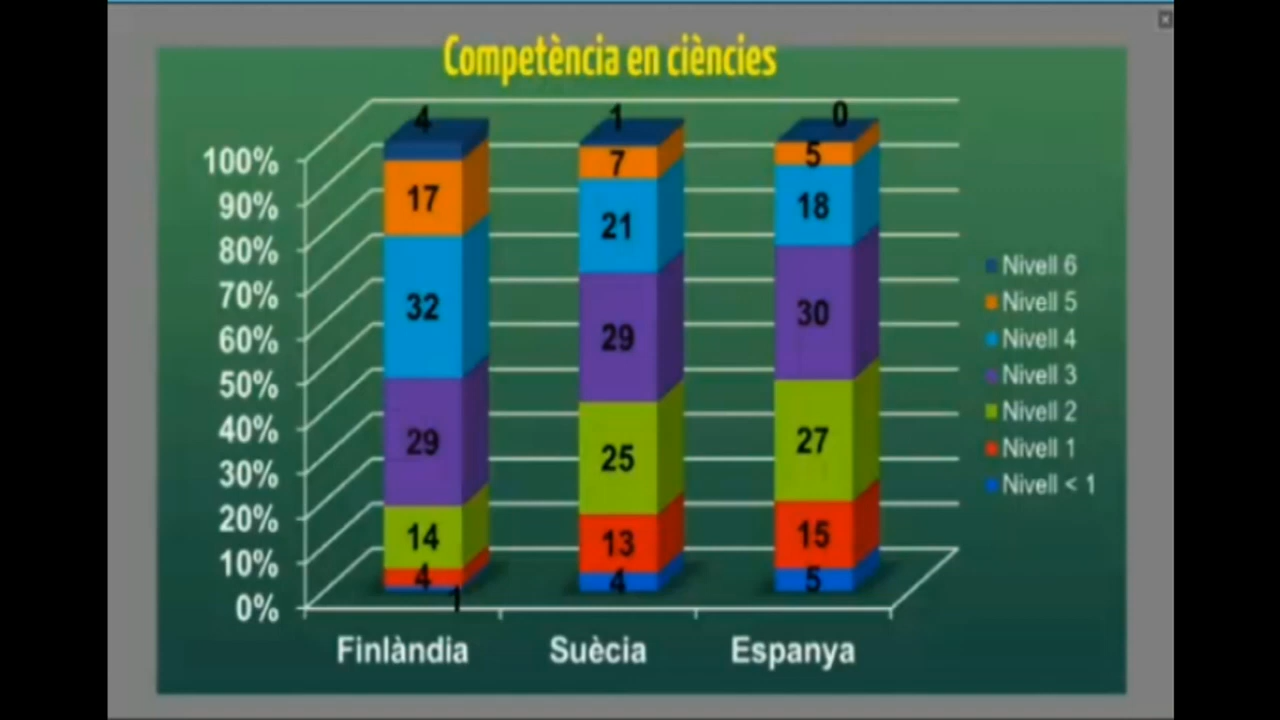 Competència en ciències
4 1 0
100%
90%
80%
70%
60%
50%
40%
30%
20%
10%
0%
17 7 5
32 21 18
29 29 30
14 25 27
4 13 15
1 4 5
Finlàndia Suècia Espanya
Nivell 6
Nivell 5
Nivell 4
Nivell 3
Nivell 2
Nivell 1
Nivell < 1